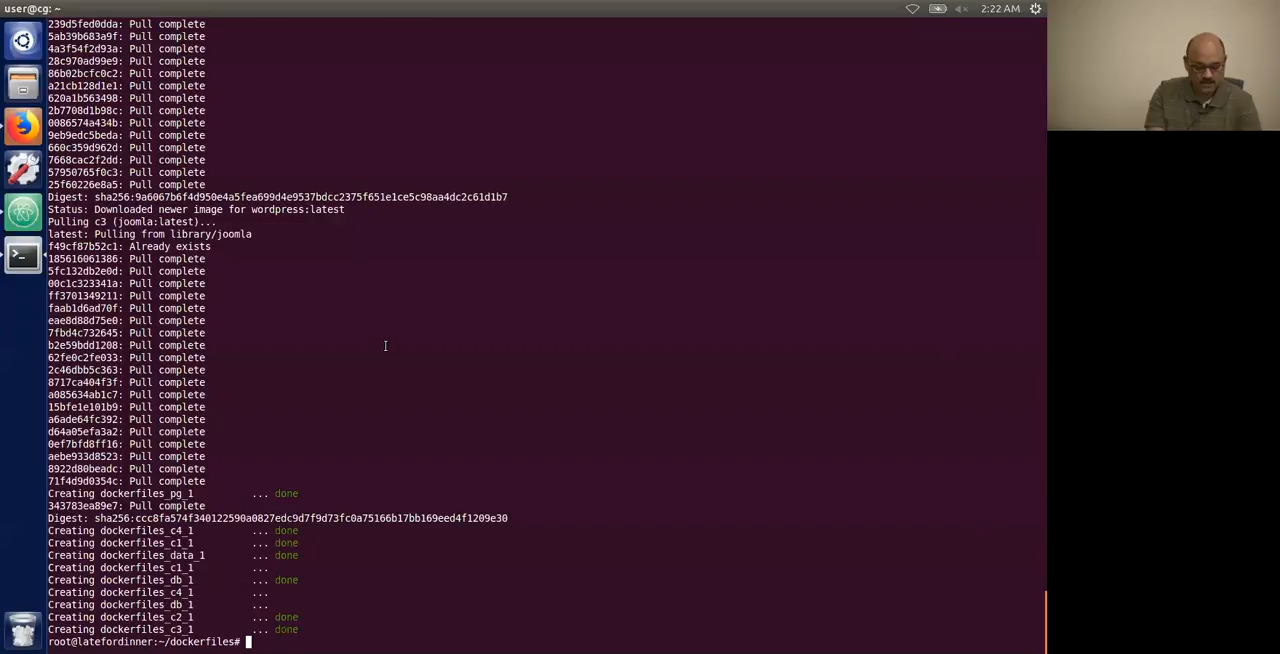 user@cg: ~
2:22 AM
239d5fed0dda: Pull complete
5ab39b683a9f: Pull complete
4a3f54f2d93a: Pull complete
28c970ad99e9: Pull complete
86b02bcfc0c2: Pull complete
a21cb128d1e1: Pull complete
620a1b563498: Pull complete
2b7708d1b98c: Pull complete
0086574a434b: Pull complete
9eb9edc5beda: Pull complete
660c359d962d: Pull complete
7668cac2f2dd: Pull complete
57950765f0c3: Pull complete
25f60226e8a5: Pull complete
Digest: sha256:9a6067b6f4d950e4a5fea699d4e9537bdcc2375f651e1ce5c98aa4dc2c61d1b7
Status: Downloaded newer image for wordpress:latest
Pulling c3 (joomla:latest)...
latest: Pulling from library/joomla
f49cf87b52c1: Already exists
185616061386: Pull complete
5fc132db2e0d: Pull complete
00c1c323341a: Pull complete
ff3701349211: Pull complete
faab1d6ad70f: Pull complete
eae8d88d75e0: Pull complete
7fbd4c732645: Pull complete
b2e59bdd1208: Pull complete
62fe0c2fe033: Pull complete
2c46dbb5c363: Pull complete
8717ca404f3f: Pull complete
a085634ab1c7: Pull complete
15bfe1e101b9: Pull complete
a6ade64fc392: Pull complete
d64a05efa3a2: Pull complete
0ef7bfd8ff16: Pull complete
aebe933d8523: Pull complete
8922d80beadc: Pull complete
71f4d9d0354c: Pull complete
Creating dockerfiles_pg_1 ... done
343783ea89e7: Pull complete
Digest: sha256:ccc8fa574f340122590a0827edc9d7f9d73fc0a75166b17bb169eed4f1209e30
Creating dockerfiles_c4_1 ... done
Creating dockerfiles_c1_1 ... done
Creating dockerfiles_data_1 ... done
Creating dockerfiles_c1_1 ...
Creating dockerfiles_db_1 ... done
Creating dockerfiles_c4_1 ...
Creating dockerfiles_db_1 ...
Creating dockerfiles_c2_1 ... done
Creating dockerfiles_c3_1 ... done
root@latefordinner:~/dockerfiles#